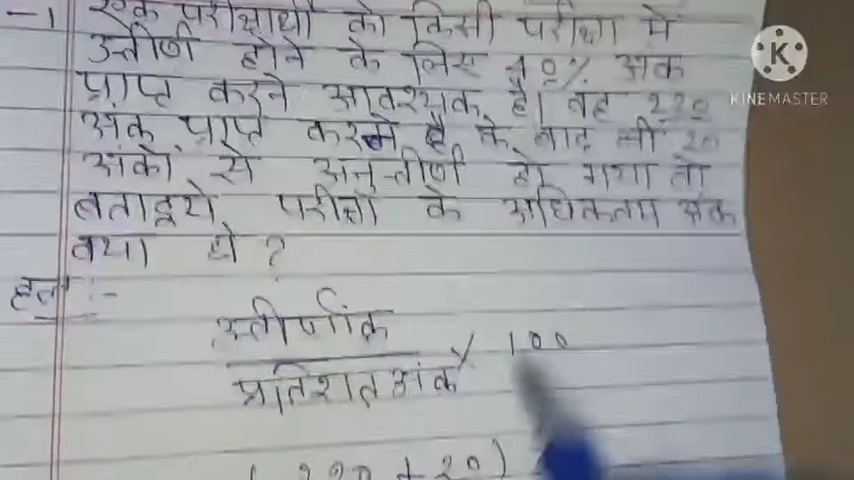 -1 एक परीक्षार्थी को किसी परीक्षा में
उत्तीर्ण होने के लिए 40% अंक
प्राप्त करने आवश्यक है। वह 220
अंक प्राप्त करने के बाद भी 20
अंको से अनुत्तीर्ण हो गया तो
बताइये परीक्षा के अधिकतम अंक
क्या थे ?
हल :-
उत्तीर्णांक
× 100
प्रतिशत अंक
( 220 + 20 )
KINEMASTER